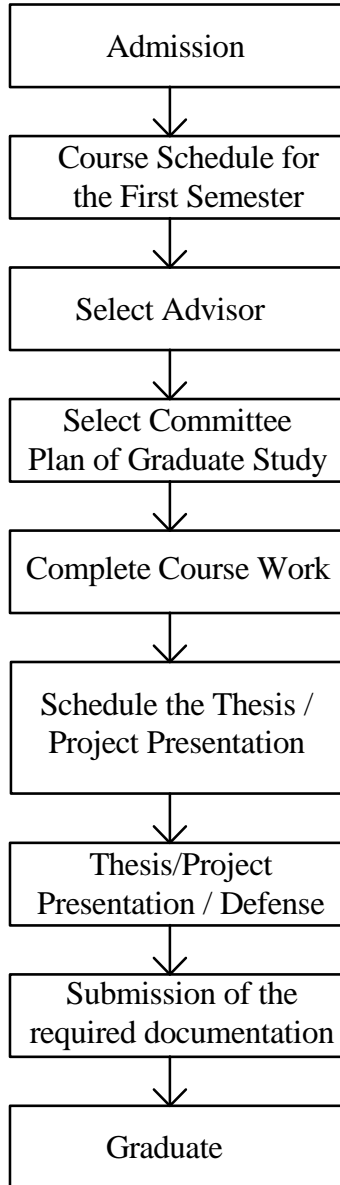 Admission
Course Schedule for
the First Semester
Select Advisor
Select Committee
Plan of Graduate Study
Complete Course Work
Schedule the Thesis /
Project Presentation
Thesis/Project
Presentation / Defense
Submission of the
required documentation
Graduate